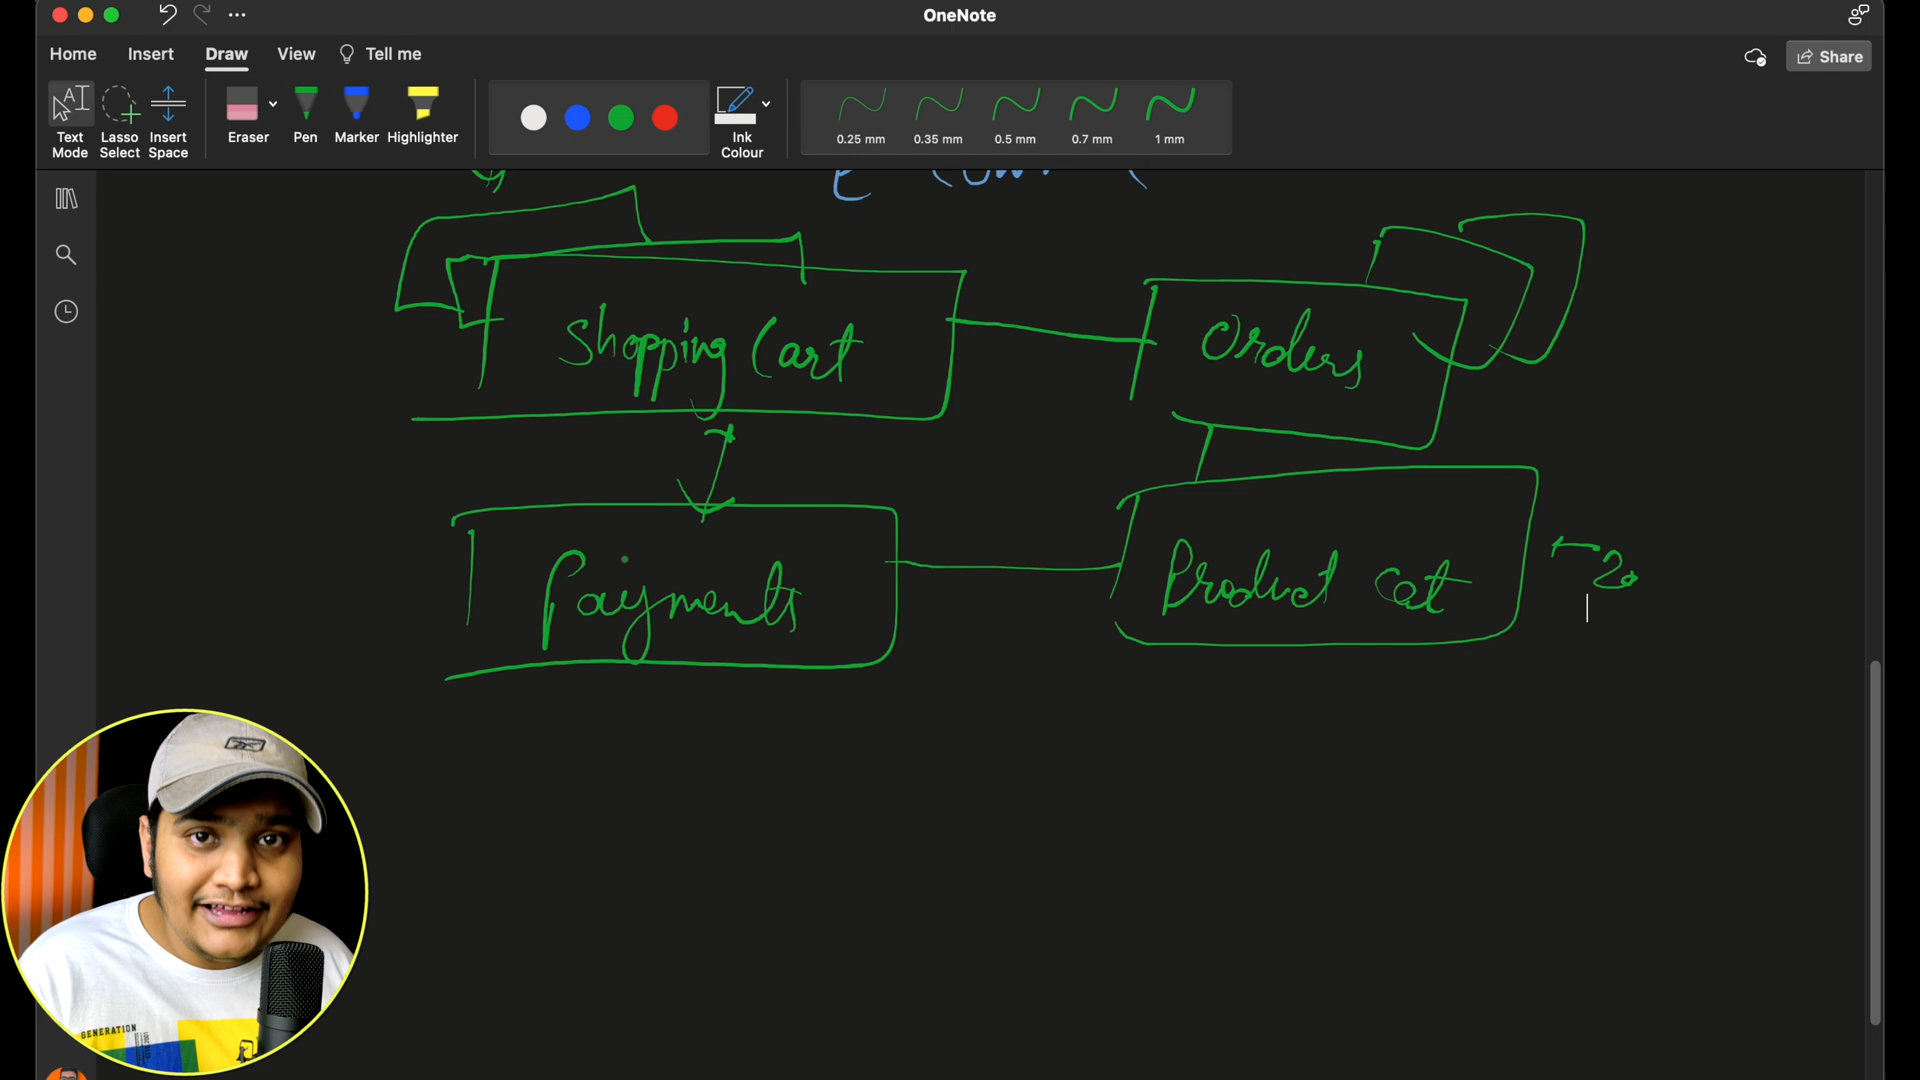 OneNote
Home Insert Draw View Tell me
Share
Text Mode
Lasso Select
Insert Space
Eraser
Pen
Marker
Highlighter
Ink Colour
0.25 mm
0.35 mm
0.5 mm
0.7 mm
1 mm
Shopping Cart
Orders
Payments
Product cat
GENERATION